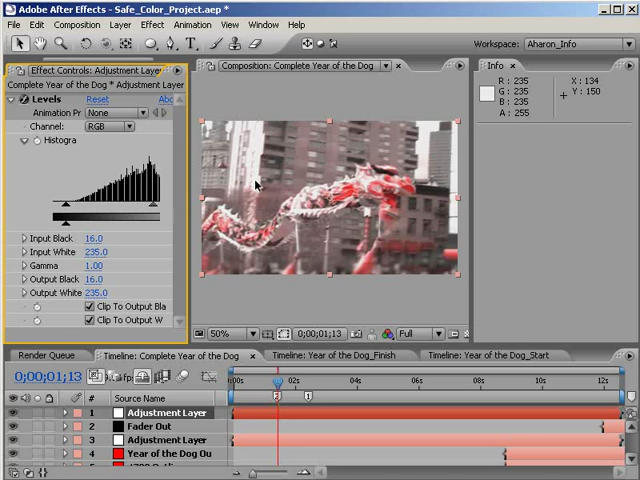 Adobe After Effects - Safe_Color_Project.aep *
File Edit Composition Layer Effect Animation View Window Help
Workspace: Aharon_Info
Effect Controls: Adjustment Layer
Composition: Complete Year of the Dog
Info
Complete Year of the Dog * Adjustment Layer
Levels Reset Abo
Animation Pr None
Channel: RGB
Histogra
Input Black 16.0
Input White 235.0
Gamma 1.00
Output Black 16.0
Output White 235.0
Clip To Output Bla
Clip To Output W
R : 235
G : 235
B : 235
A : 255
X : 134
Y : 150
50% 0;00;01;13 Full
Render Queue Timeline: Complete Year of the Dog Timeline: Year of the Dog_Finish Timeline: Year of the Dog_Start
0;00;01;13
:00s 02s 04s 06s 08s 10s 12s
# Source Name
2 1
1 Adjustment Layer
2 Fader Out
3 Adjustment Layer
4 Year of the Dog Ou